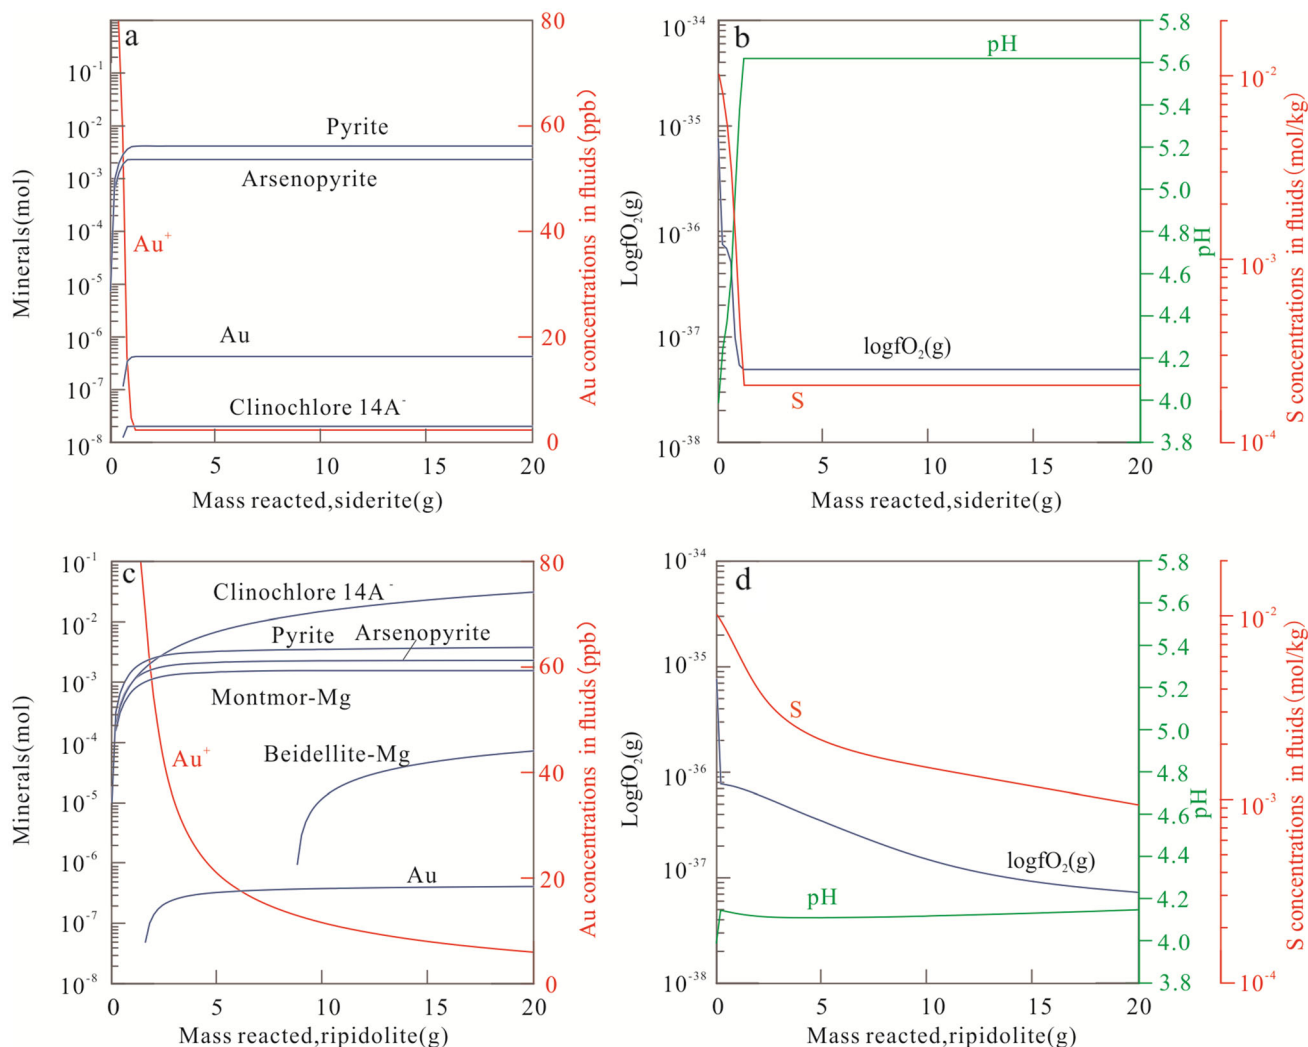 a
Minerals(mol)
10-1
10-2
10-3
10-4
10-5
10-6
10-7
10-8
Pyrite
Arsenopyrite
Au+
Au
Clinochlore 14A-
80
60
40
20
0
Au concentrations in fluids(ppb)
0 5 10 15 20
Mass reacted,siderite(g)
b
LogfO2(g)
10-34
10-35
10-36
10-37
10-38
pH
logfO2(g)
S
5.8
5.6
5.4
5.2
5.0
4.8
4.6
4.4
4.2
4.0
3.8
pH
10-2
10-3
10-4
S concentrations in fluids(mol/kg)
0 5 10 15 20
Mass reacted,siderite(g)
c
Minerals(mol)
10-1
10-2
10-3
10-4
10-5
10-6
10-7
10-8
Clinochlore 14A-
Pyrite Arsenopyrite
Montmor-Mg
Au+
Beidellite-Mg
Au
80
60
40
20
0
Au concentrations in fluids(ppb)
0 5 10 15 20
Mass reacted,ripidolite(g)
d
LogfO2(g)
10-34
10-35
10-36
10-37
10-38
S
logfO2(g)
pH
5.8
5.6
5.4
5.2
5.0
4.8
4.6
4.4
4.2
4.0
3.8
pH
10-2
10-3
10-4
S concentrations in fluids(mol/kg)
0 5 10 15 20
Mass reacted,ripidolite(g)